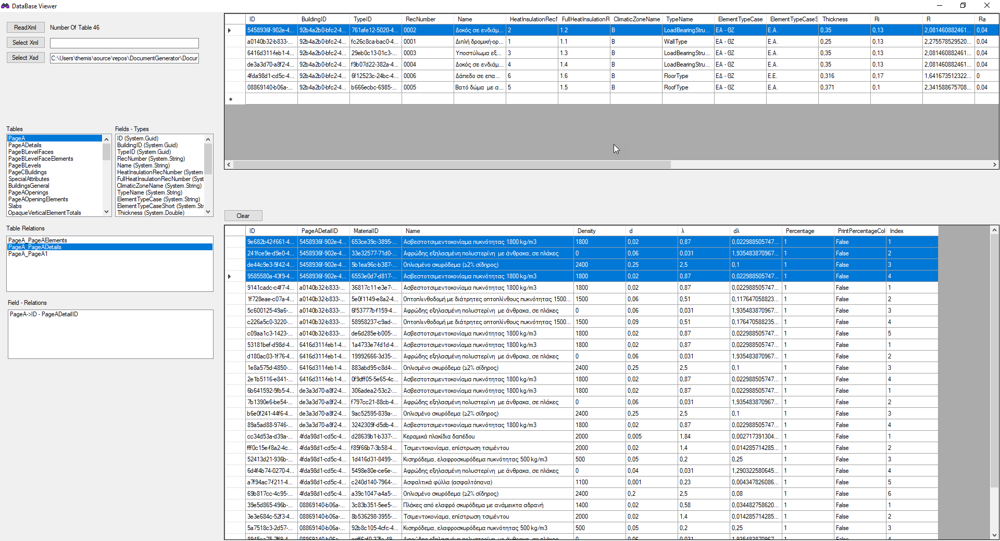 DataBase Viewer
ReadXml Number Of Table 46
Select Xml
Select Xsd C:\Users\themis\source\repos\DocumentGenerator\Docur
Tables
PageA
PageADetails
PageBLevelFaces
PageBLevelFaceElements
PageBLevels
PageCBuildings
SpecialAttributes
BuildingsGeneral
PageAOpenings
PageAOpeningElements
Slabs
OpaqueVerticalElementTotals
Fields - Types
ID (System.Guid)
BuildingID (System.Guid)
TypeID (System.Guid)
RecNumber (System.String)
Name (System.String)
HeatInsulationRecNumber (System
FullHeatInsulationRecNumber (Syst
ClimaticZoneName (System.String)
TypeName (System.String)
ElementTypeCase (System.String)
ElementTypeCaseShort (System.Str
Thickness (System.Double)
Table Relations
PageA_PageAElements
PageA_PageADetails
PageA_PageA1
Field - Relations
PageA->ID - PageADetailID
ID BuildingID TypeID RecNumber Name HeatInsulationRecN FullHeatInsulationR ClimaticZoneName TypeName ElementTypeCase ElementTypeCaseS Thickness Ri R Ra
5458936f-902e-4... 92b4a2b0-bfc2-4... 761afe12-5020-4... 0002 Δοκός σε ενδιάμ... 2 1.2 B LoadBearingStru... ΕΑ - ΘΖ Ε.Α. 0,35 0,13 2,081460882461... 0,04
a0140b32-b833-... 92b4a2b0-bfc2-4... fc26c8ca-bac0-4... 0001 Διπλή δρομική-ορ... 1 1.1 B WallType ΕΑ - ΘΖ Ε.Α. 0,25 0,13 2,275578529520... 0,04
6416d311-feb1-4... 92b4a2b0-bfc2-4... 29eb0c13-01c3-... 0003 Υποστύλωμα εξ... 3 1.3 B LoadBearingStru... ΕΑ - ΘΖ Ε.Α. 0,35 0,13 2,081460882461... 0,04
de3a3d70-a8f2-4... 92b4a2b0-bfc2-4... f9b07d22-382a-4... 0004 Δοκός σε ενδιάμ... 4 1.4 B LoadBearingStru... ΕΑ - ΘΖ Ε.Α. 0,35 0,13 2,081460882461... 0,04
4fda98d1-cd5c-4... 92b4a2b0-bfc2-4... 6f12523c-24bc-4... 0006 Δάπεδο σε επα... 6 1.6 B FloorType ΕΔ - ΘΖ Ε.Ε. 0,316 0,17 1,641673512322... 0
08869140-b06a-... 92b4a2b0-bfc2-4... b666ecbc-6985-... 0005 Βατό δώμα με α... 5 1.5 B RoofType ΕΑ - ΘΖ Ε.Α. 0,371 0,1 2,341588675708... 0,04
Clear
ID PageADetailID MaterialID Name Density d λ dλ Percentage PrintPercentageCol Index
9e682b42-f661-4... 5458936f-902e-4... 653ce39c-3895-... Ασβεστοτσιμεντοκονίαμα πυκνότητας 1800 kg/m3 1800 0,02 0,87 0,022988505747... 1 False 1
241fce9e-d9e0-4... 5458936f-902e-4... 33e32577-71d0-... Αφρώδης εξηλασμένη πολυστερίνη με άνθρακα, σε πλάκες 0 0,06 0,031 1,935483870967... 1 False 2
de44c9e3-5f42-4... 5458936f-902e-4... 5b1ea96c-b387-... Οπλισμένο σκυρόδεμα (≥2% σίδηρος) 2400 0,25 2,5 0,1 1 False 3
9585580a-43f9-4... 5458936f-902e-4... 6553e0d7-d817-... Ασβεστοτσιμεντοκονίαμα πυκνότητας 1800 kg/m3 1800 0,02 0,87 0,022988505747... 1 False 4
9141cadc-c4f7-4... a0140b32-b833-... 36817c11-e3e7-... Ασβεστοτσιμεντοκονίαμα πυκνότητας 1800 kg/m3 1800 0,02 0,87 0,022988505747... 1 False 1
1f728eae-c07a-4... a0140b32-b833-... 5e0f1149-e8a2-4... Οπτοπλινθοδομή με διάτρητες οπτοπλίνθους πυκνότητας 1500... 1500 0,06 0,51 0,117647058823... 1 False 2
5c600125-49a6-... a0140b32-b833-... 6f53777b-f159-4... Αφρώδης εξηλασμένη πολυστερίνη με άνθρακα, σε πλάκες 0 0,06 0,031 1,935483870967... 1 False 3
c226a5c0-3220-... a0140b32-b833-... 58958237-c9ad-... Οπτοπλινθοδομή με διάτρητες οπτοπλίνθους πυκνότητας 1500... 1500 0,09 0,51 0,176470588235... 1 False 4
c09aa1c3-1423-... a0140b32-b833-... de6d285e-b005-... Ασβεστοτσιμεντοκονίαμα πυκνότητας 1800 kg/m3 1800 0,02 0,87 0,022988505747... 1 False 5
53181bef-d98d-4... 6416d311-feb1-4... 1a4733e7-fd1d-4... Ασβεστοτσιμεντοκονίαμα πυκνότητας 1800 kg/m3 1800 0,02 0,87 0,022988505747... 1 False 1
d180ac03-1f76-4... 6416d311-feb1-4... 19992666-3d35-... Αφρώδης εξηλασμένη πολυστερίνη με άνθρακα, σε πλάκες 0 0,06 0,031 1,935483870967... 1 False 2
1e8a575d-4850-... 6416d311-feb1-4... 883abd95-c8d4-... Οπλισμένο σκυρόδεμα (≥2% σίδηρος) 2400 0,25 2,5 0,1 1 False 3
2e1b5116-e841-... 6416d311-feb1-4... 0f9dff05-5e65-4c... Ασβεστοτσιμεντοκονίαμα πυκνότητας 1800 kg/m3 1800 0,02 0,87 0,022988505747... 1 False 4
6b641592-5fb5-4... de3a3d70-a8f2-4... 306adea2-53c2-... Ασβεστοτσιμεντοκονίαμα πυκνότητας 1800 kg/m3 1800 0,02 0,87 0,022988505747... 1 False 1
7b1390e6-be54-... de3a3d70-a8f2-4... f797cc21-88cb-4... Αφρώδης εξηλασμένη πολυστερίνη με άνθρακα, σε πλάκες 0 0,06 0,031 1,935483870967... 1 False 2
b6e0f241-44f6-4... de3a3d70-a8f2-4... 9ac52595-839a-... Οπλισμένο σκυρόδεμα (≥2% σίδηρος) 2400 0,25 2,5 0,1 1 False 3
89a5ad88-9746-... de3a3d70-a8f2-4... 3242309f-d5db-4... Ασβεστοτσιμεντοκονίαμα πυκνότητας 1800 kg/m3 1800 0,02 0,87 0,022988505747... 1 False 4
cc34d53a-d39a-... 4fda98d1-cd5c-4... d28639b1-b337-... Κεραμικά πλακίδια δαπέδου 2000 0,005 1,84 0,002717391304... 1 False 1
fff0c15e-f8a2-4c... 4fda98d1-cd5c-4... f85f66b7-3b58-4... Τσιμεντοκονίαμα, επίστρωση τσιμέντου 2000 0,02 1,4 0,014285714285... 1 False 2
52413d21-936b-... 4fda98d1-cd5c-4... 1d416d31-8499-... Κισηρόδεμα, ελαφροσκυρόδεμα πυκνότητας 500 kg/m3 500 0,05 0,2 0,25 1 False 3
6d4f4b74-0270-4... 4fda98d1-cd5c-4... 5498e80e-ce6e-... Αφρώδης εξηλασμένη πολυστερίνη με άνθρακα, σε πλάκες 0 0,04 0,031 1,290322580645... 1 False 4
a7f94ac7-f211-4... 4fda98d1-cd5c-4... c240d140-7964-... Ασφαλτικά φύλλα (ασφαλτόπανα) 1100 0,001 0,23 0,004347826086... 1 False 5
69b817cc-4c95-... 4fda98d1-cd5c-4... a39c1047-a4a5-... Οπλισμένο σκυρόδεμα (≥2% σίδηρος) 2400 0,2 2,5 0,08 1 False 6
39e5d865-496b-... 08869140-b06a-... 3c83b351-5ee5-... Πλάκες από ελαφρό σκυρόδεμα με ανάμεικτα αδρανή 1400 0,02 0,58 0,034482758620... 1 False 1
3e3e684c-52f3-4... 08869140-b06a-... 8b536298-3955-... Τσιμεντοκονίαμα, επίστρωση τσιμέντου 2000 0,02 1,4 0,014285714285... 1 False 2
5a7518c3-2d57-... 08869140-b06a-... 92b8c105-4cfc-4... Κισηρόδεμα, ελαφροσκυρόδεμα πυκνότητας 500 kg/m3 500 0,05 0,2 0,25 1 False 3